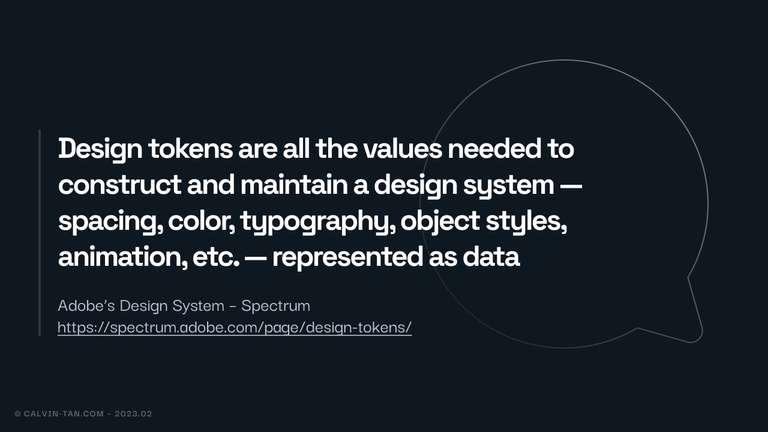 Design tokens are all the values needed to
construct and maintain a design system —
spacing, color, typography, object styles,
animation, etc. — represented as data
Adobe's Design System – Spectrum
https://spectrum.adobe.com/page/design-tokens/
© CALVIN-TAN.COM – 2023.02